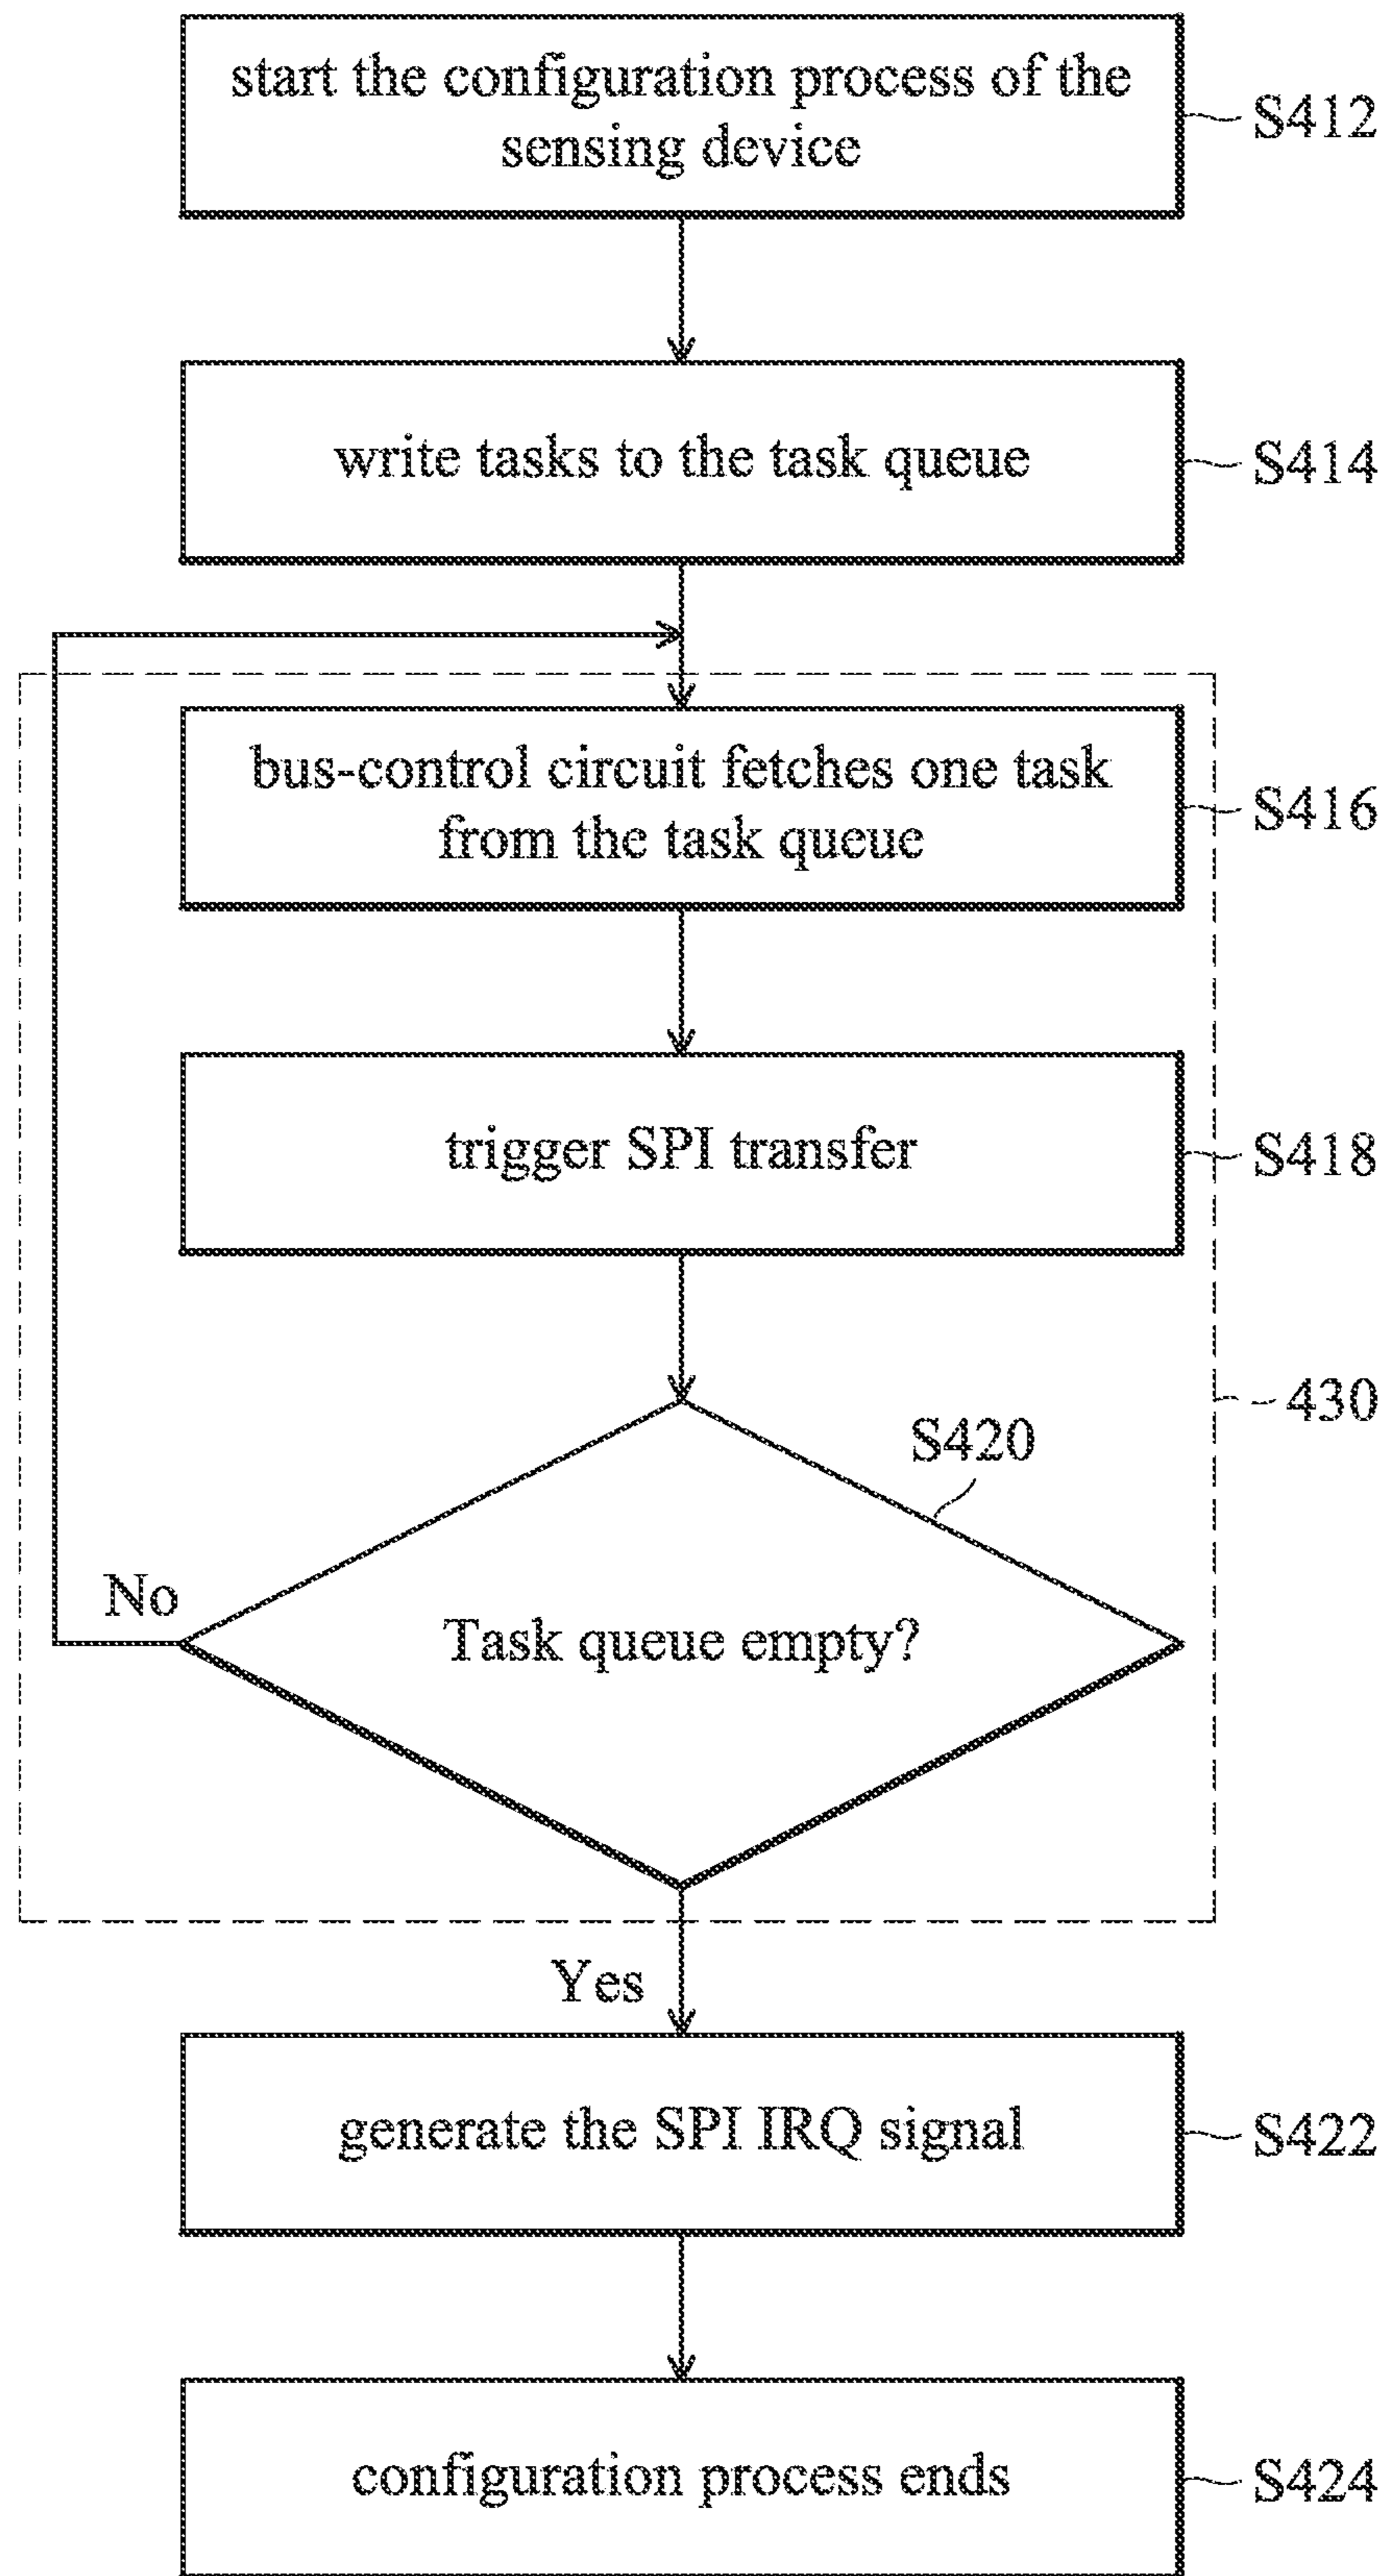 start the configuration process of the
sensing device
S412
write tasks to the task queue
S414
bus-control circuit fetches one task
from the task queue
S416
trigger SPI transfer
S418
430
S420
No
Task queue empty?
Yes
generate the SPI IRQ signal
S422
configuration process ends
S424